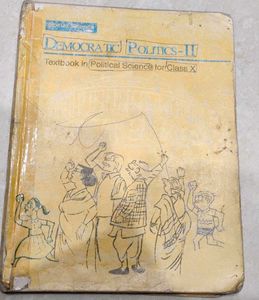 DEMOCRATIC POLITICS-II
Textbook in Political Science for Class X